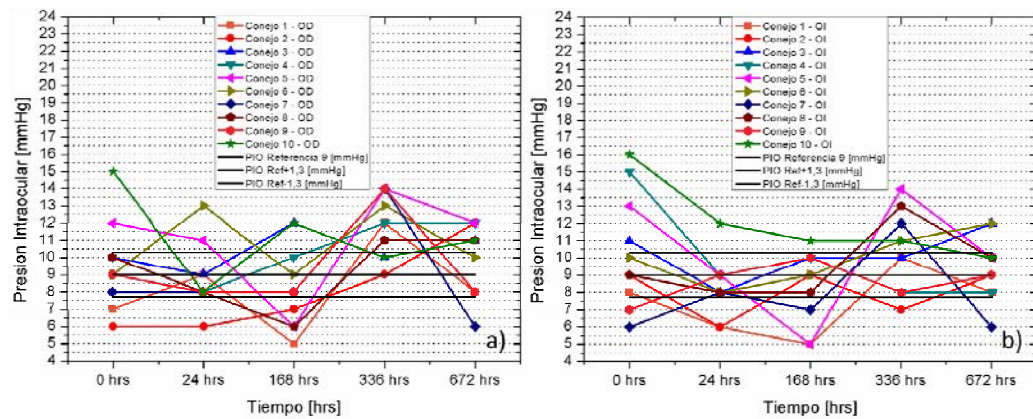 24
23
22
21
20
19
18
17
16
15
14
13
12
11
10
9
8
7
6
5
4
Presion Intraocular [mmHg]
Conejo 1 - OD
Conejo 2 - OD
Conejo 3 - OD
Conejo 4 - OD
Conejo 5 - OD
Conejo 6 - OD
Conejo 7 - OD
Conejo 8 - OD
Conejo 9 - OD
Conejo 10 - OD
PIO Referencia 9 [mmHg]
PIO Ref+1,3 [mmHg]
PIO Ref-1,3 [mmHg]
a)
0 hrs 24 hrs 168 hrs 336 hrs 672 hrs
Tiempo [hrs]
24
23
22
21
20
19
18
17
16
15
14
13
12
11
10
9
8
7
6
5
4
Presion Intraocular [mmHg]
Conejo 1 - OI
Conejo 2 - OI
Conejo 3 - OI
Conejo 4 - OI
Conejo 5 - OI
Conejo 6 - OI
Conejo 7 - OI
Conejo 8 - OI
Conejo 9 - OI
Conejo 10 - OI
PIO Referencia 9 [mmHg]
PIO Ref+1,3 [mmHg]
PIO Ref-1,3 [mmHg]
b)
0 hrs 24 hrs 168 hrs 336 hrs 672 hrs
Tiempo [hrs]